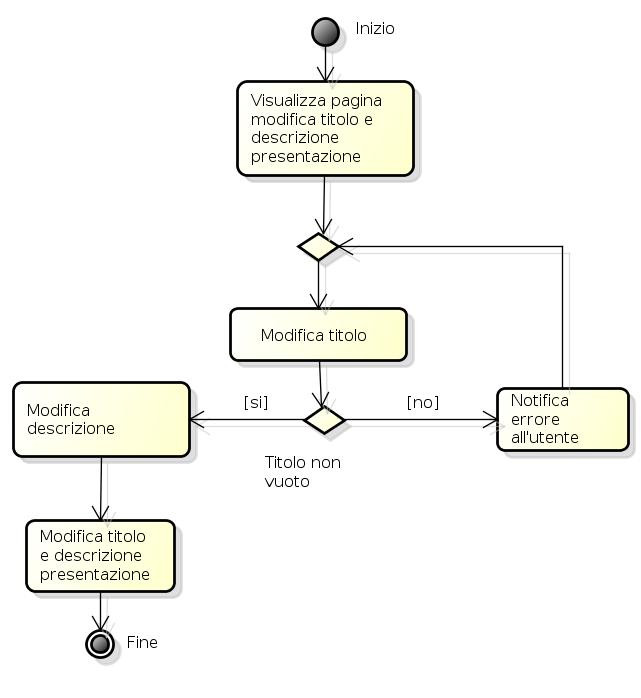 Inizio
Visualizza pagina
modifica titolo e
descrizione
presentazione
Modifica titolo
[si]
[no]
Modifica
descrizione
Notifica
errore
all'utente
Titolo non
vuoto
Modifica titolo
e descrizione
presentazione
Fine